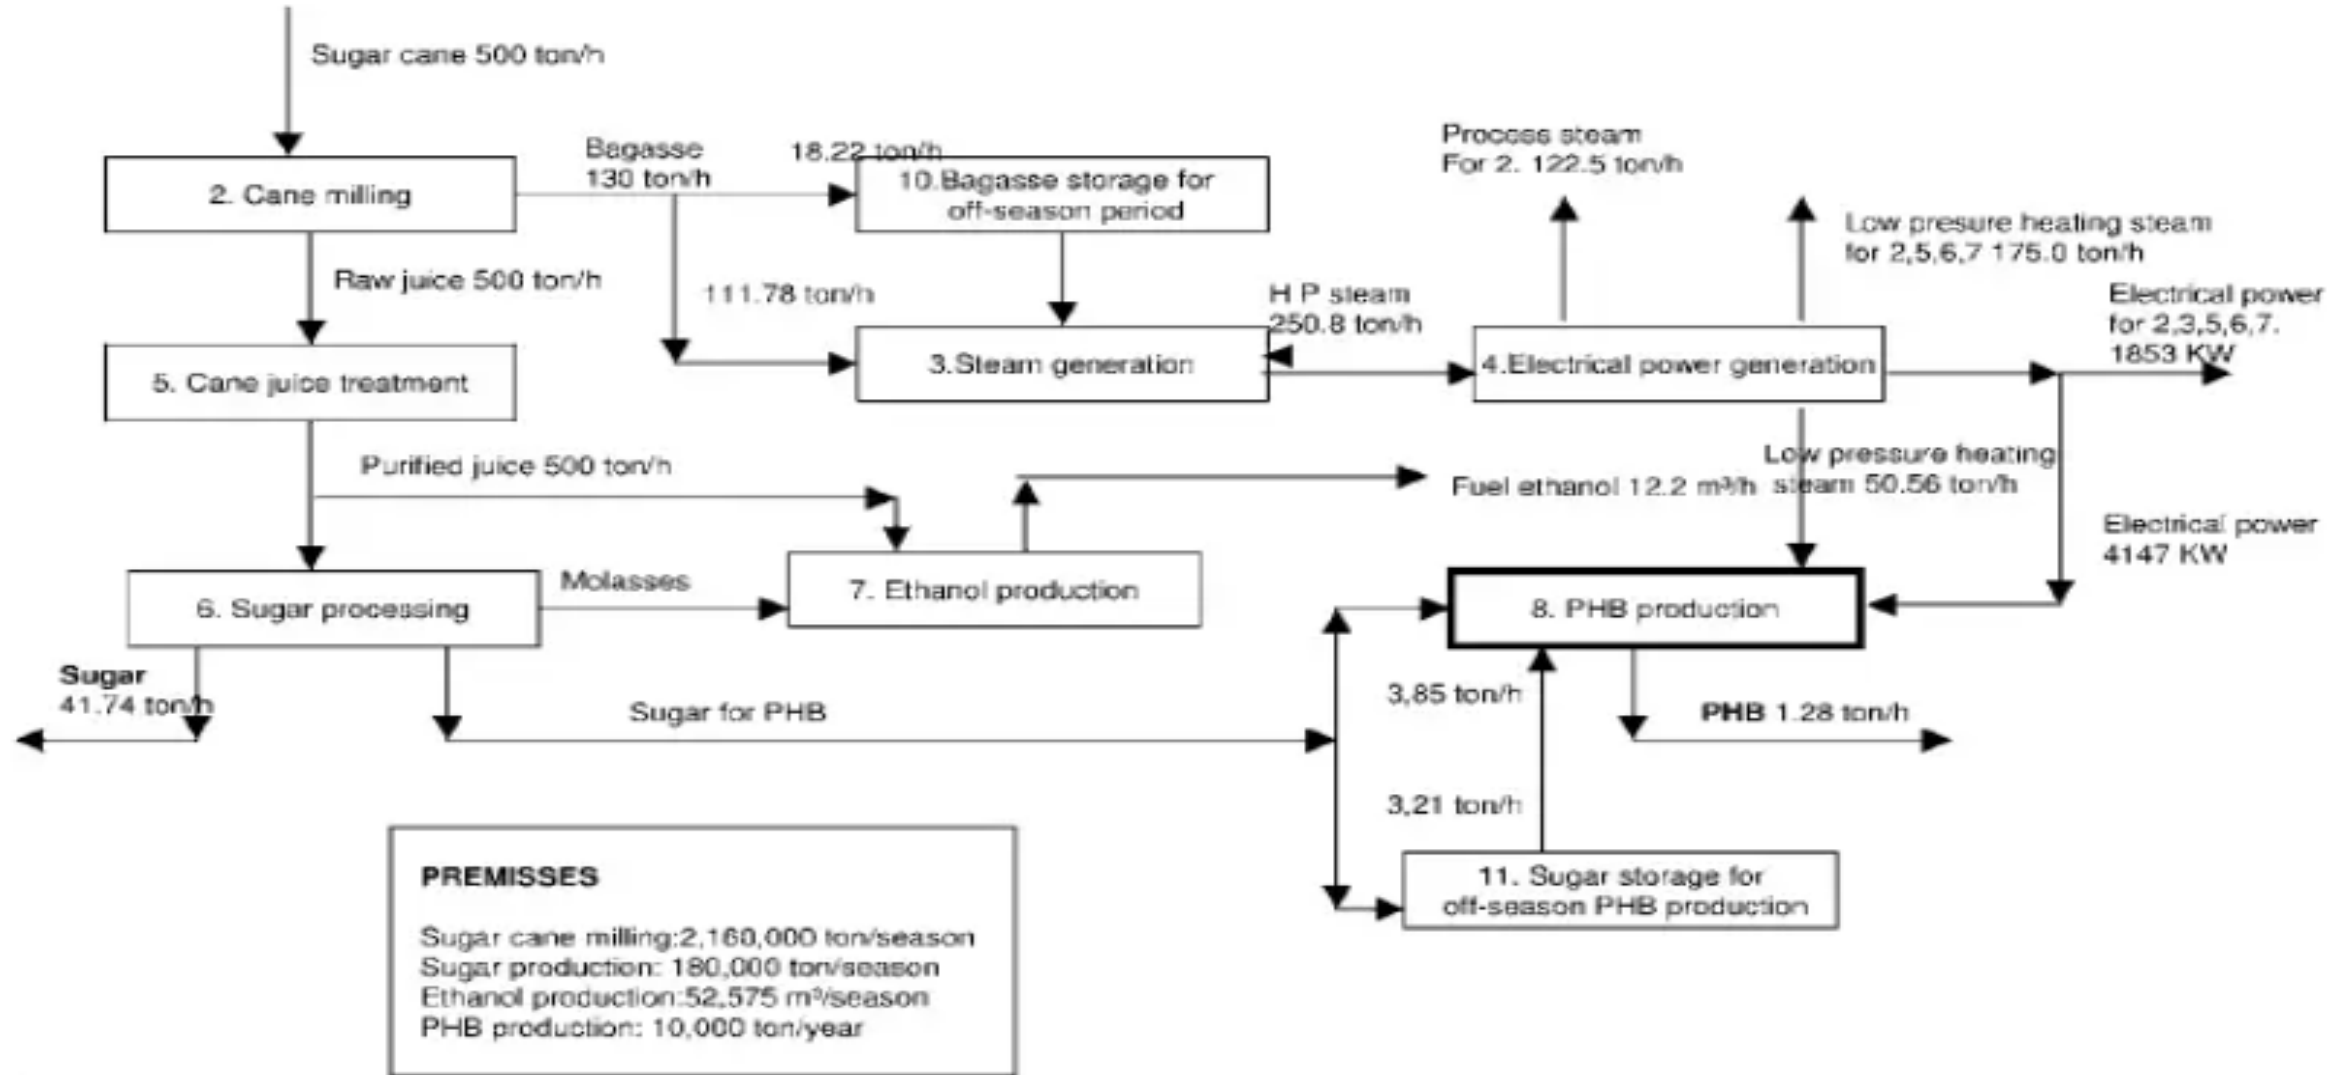 Sugar cane 500 ton/h
Process steam
For 2. 122.5 ton/h
Bagasse
130 ton/h
18.22 ton/h
2. Cane milling
10.Bagasse storage for
off-season period
Low presure heating steam
for 2,5,6,7 175.0 ton/h
Raw juice 500 ton/h
111.78 ton/h
H P steam
250.8 ton/h
Electrical power
for 2,3,5,6,7.
1853 KW
5. Cane juice treatment
3.Steam generation
4.Electrical power generation
Purified juice 500 ton/h
Fuel ethanol 12.2 m³/h
Low pressure heating
steam 50.56 ton/h
Electrical power
4147 KW
6. Sugar processing
Molasses
7. Ethanol production
8. PHB production
Sugar
41.74 ton/h
Sugar for PHB
3,85 ton/h
PHB 1.28 ton/h
3,21 ton/h
11. Sugar storage for
off-season PHB production
PREMISSES
Sugar cane milling:2,160,000 ton/season
Sugar production: 180,000 ton/season
Ethanol production:52,575 m³/season
PHB production: 10,000 ton/year